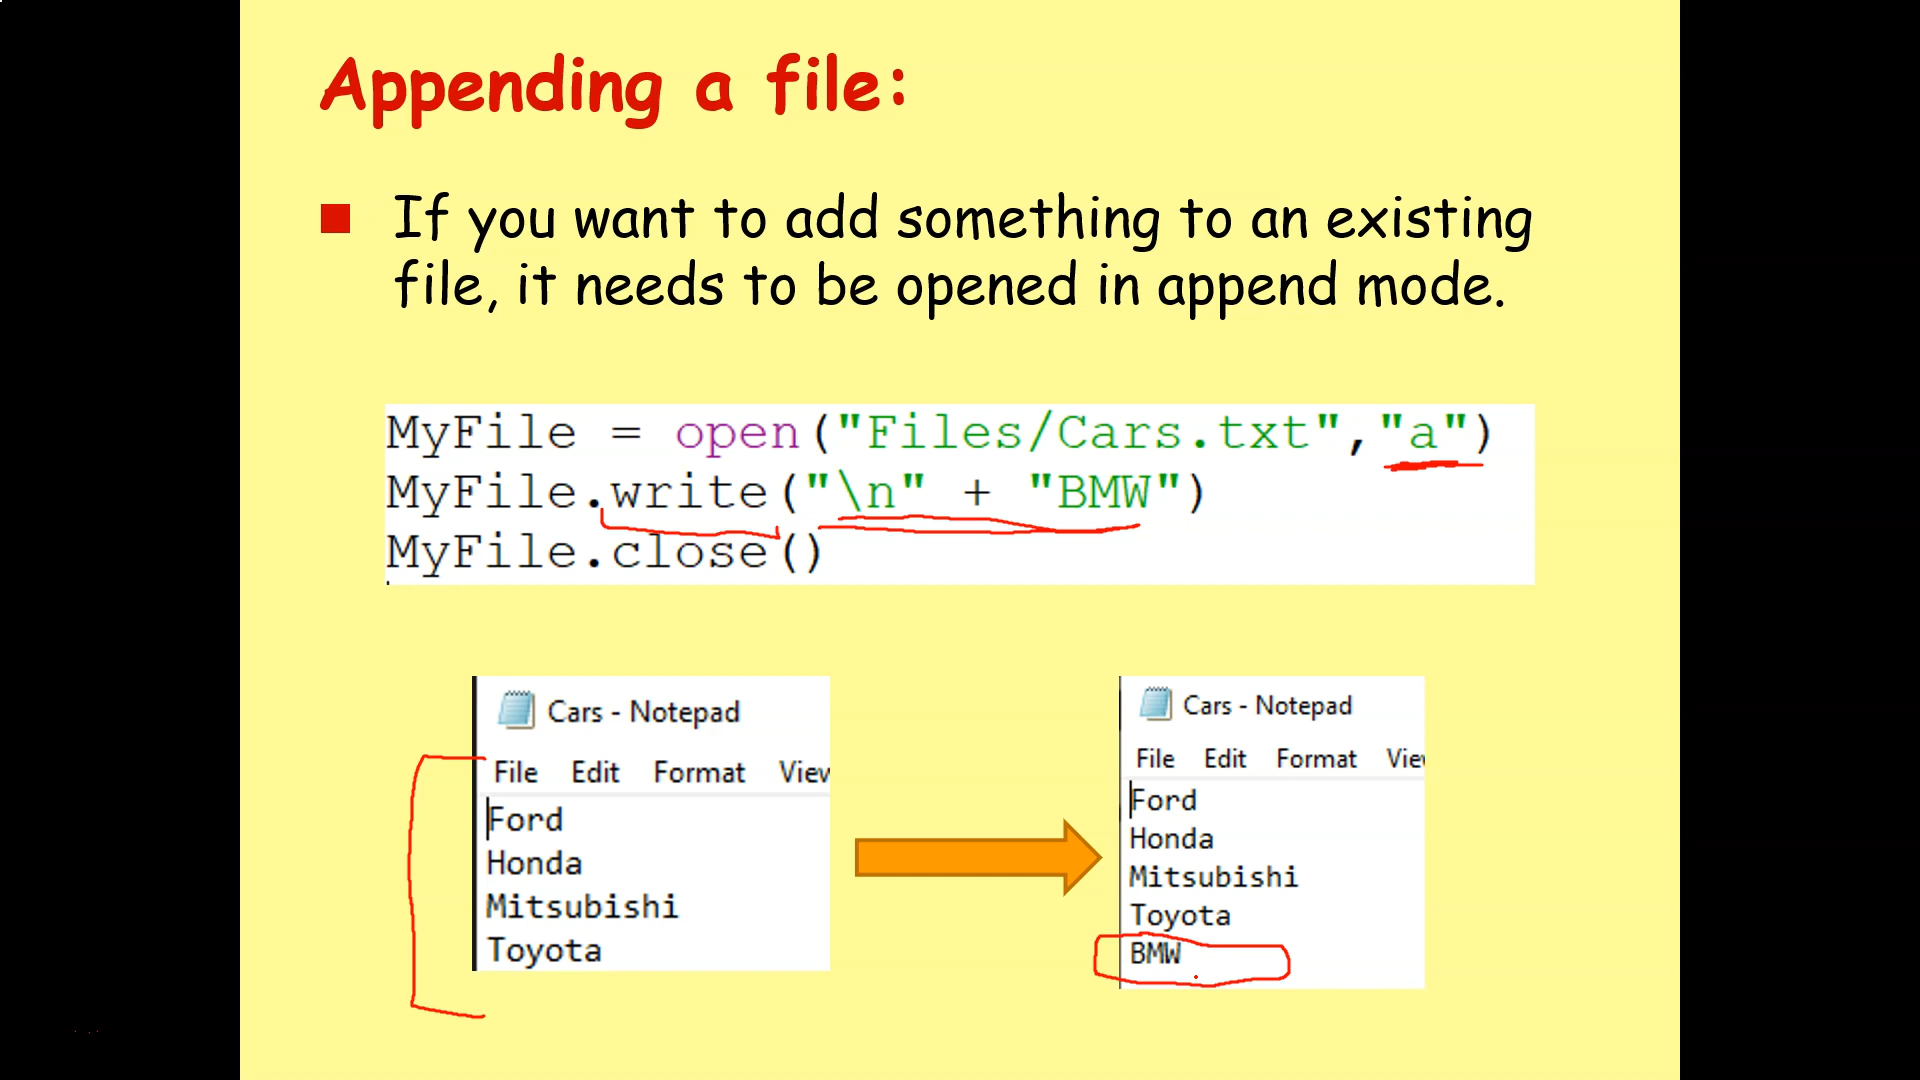 Appending a file:
If you want to add something to an existing
file, it needs to be opened in append mode.
MyFile = open("Files/Cars.txt","a")
MyFile.write("\n" + "BMW")
MyFile.close()
Cars - Notepad
File Edit Format View
Ford
Honda
Mitsubishi
Toyota
Cars - Notepad
File Edit Format Vie
Ford
Honda
Mitsubishi
Toyota
BMW